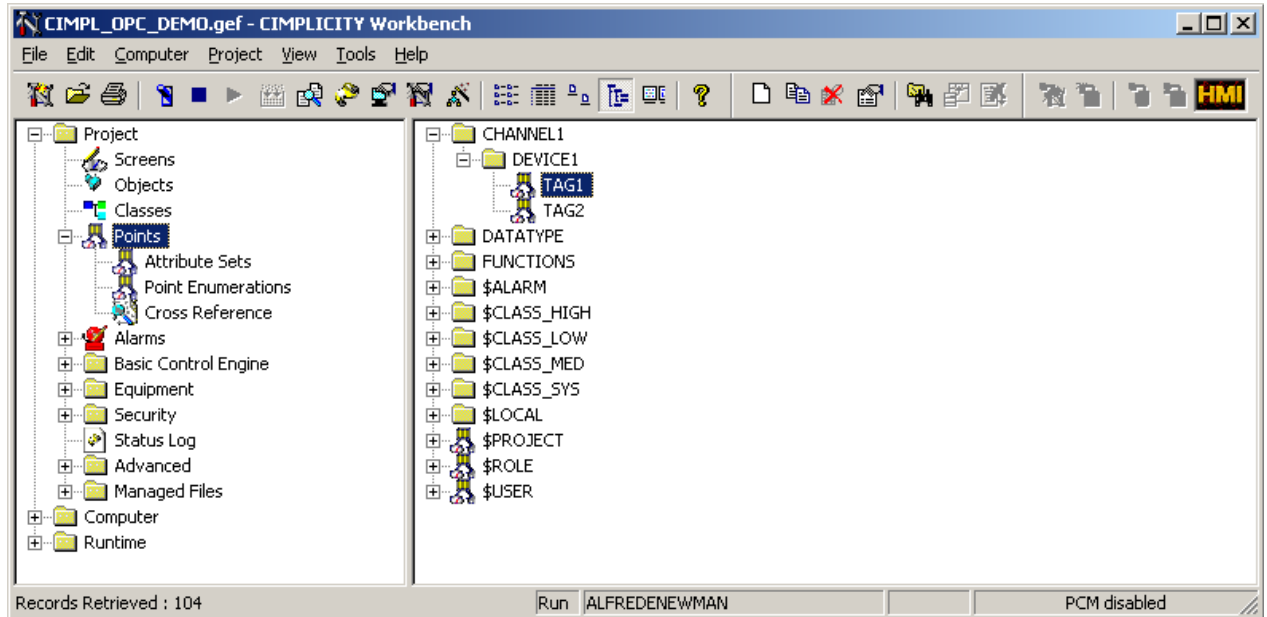 CIMPL_OPC_DEMO.gef - CIMPLICITY Workbench
File Edit Computer Project View Tools Help
HMI
Project
Screens
Objects
Classes
Points
Attribute Sets
Point Enumerations
Cross Reference
Alarms
Basic Control Engine
Equipment
Security
Status Log
Advanced
Managed Files
Computer
Runtime
CHANNEL1
DEVICE1
TAG1
TAG2
DATATYPE
FUNCTIONS
$ALARM
$CLASS_HIGH
$CLASS_LOW
$CLASS_MED
$CLASS_SYS
$LOCAL
$PROJECT
$ROLE
$USER
Records Retrieved : 104 Run ALFREDENEWMAN PCM disabled